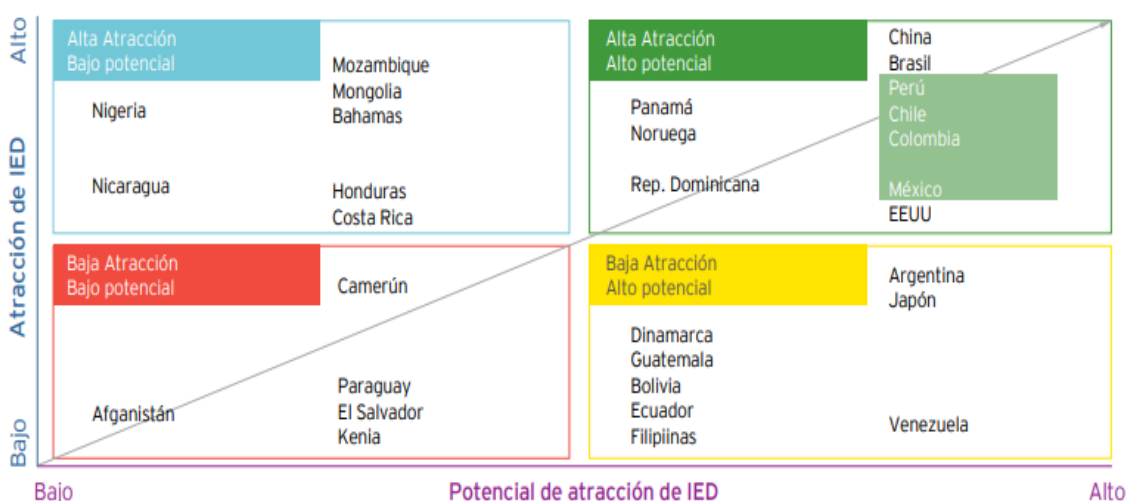 Alto
Atracción de IED
Bajo
Alta Atracción
Bajo potencial
Nigeria
Nicaragua
Mozambique
Mongolia
Bahamas
Honduras
Costa Rica
Alta Atracción
Alto potencial
Panamá
Noruega
Rep. Dominicana
China
Brasil
Perú
Chile
Colombia
México
EEUU
Baja Atracción
Bajo potencial
Afganistán
Camerún
Paraguay
El Salvador
Kenia
Baja Atracción
Alto potencial
Dinamarca
Guatemala
Bolivia
Ecuador
Filipiinas
Argentina
Japón
Venezuela
Bajo
Potencial de atracción de IED
Alto